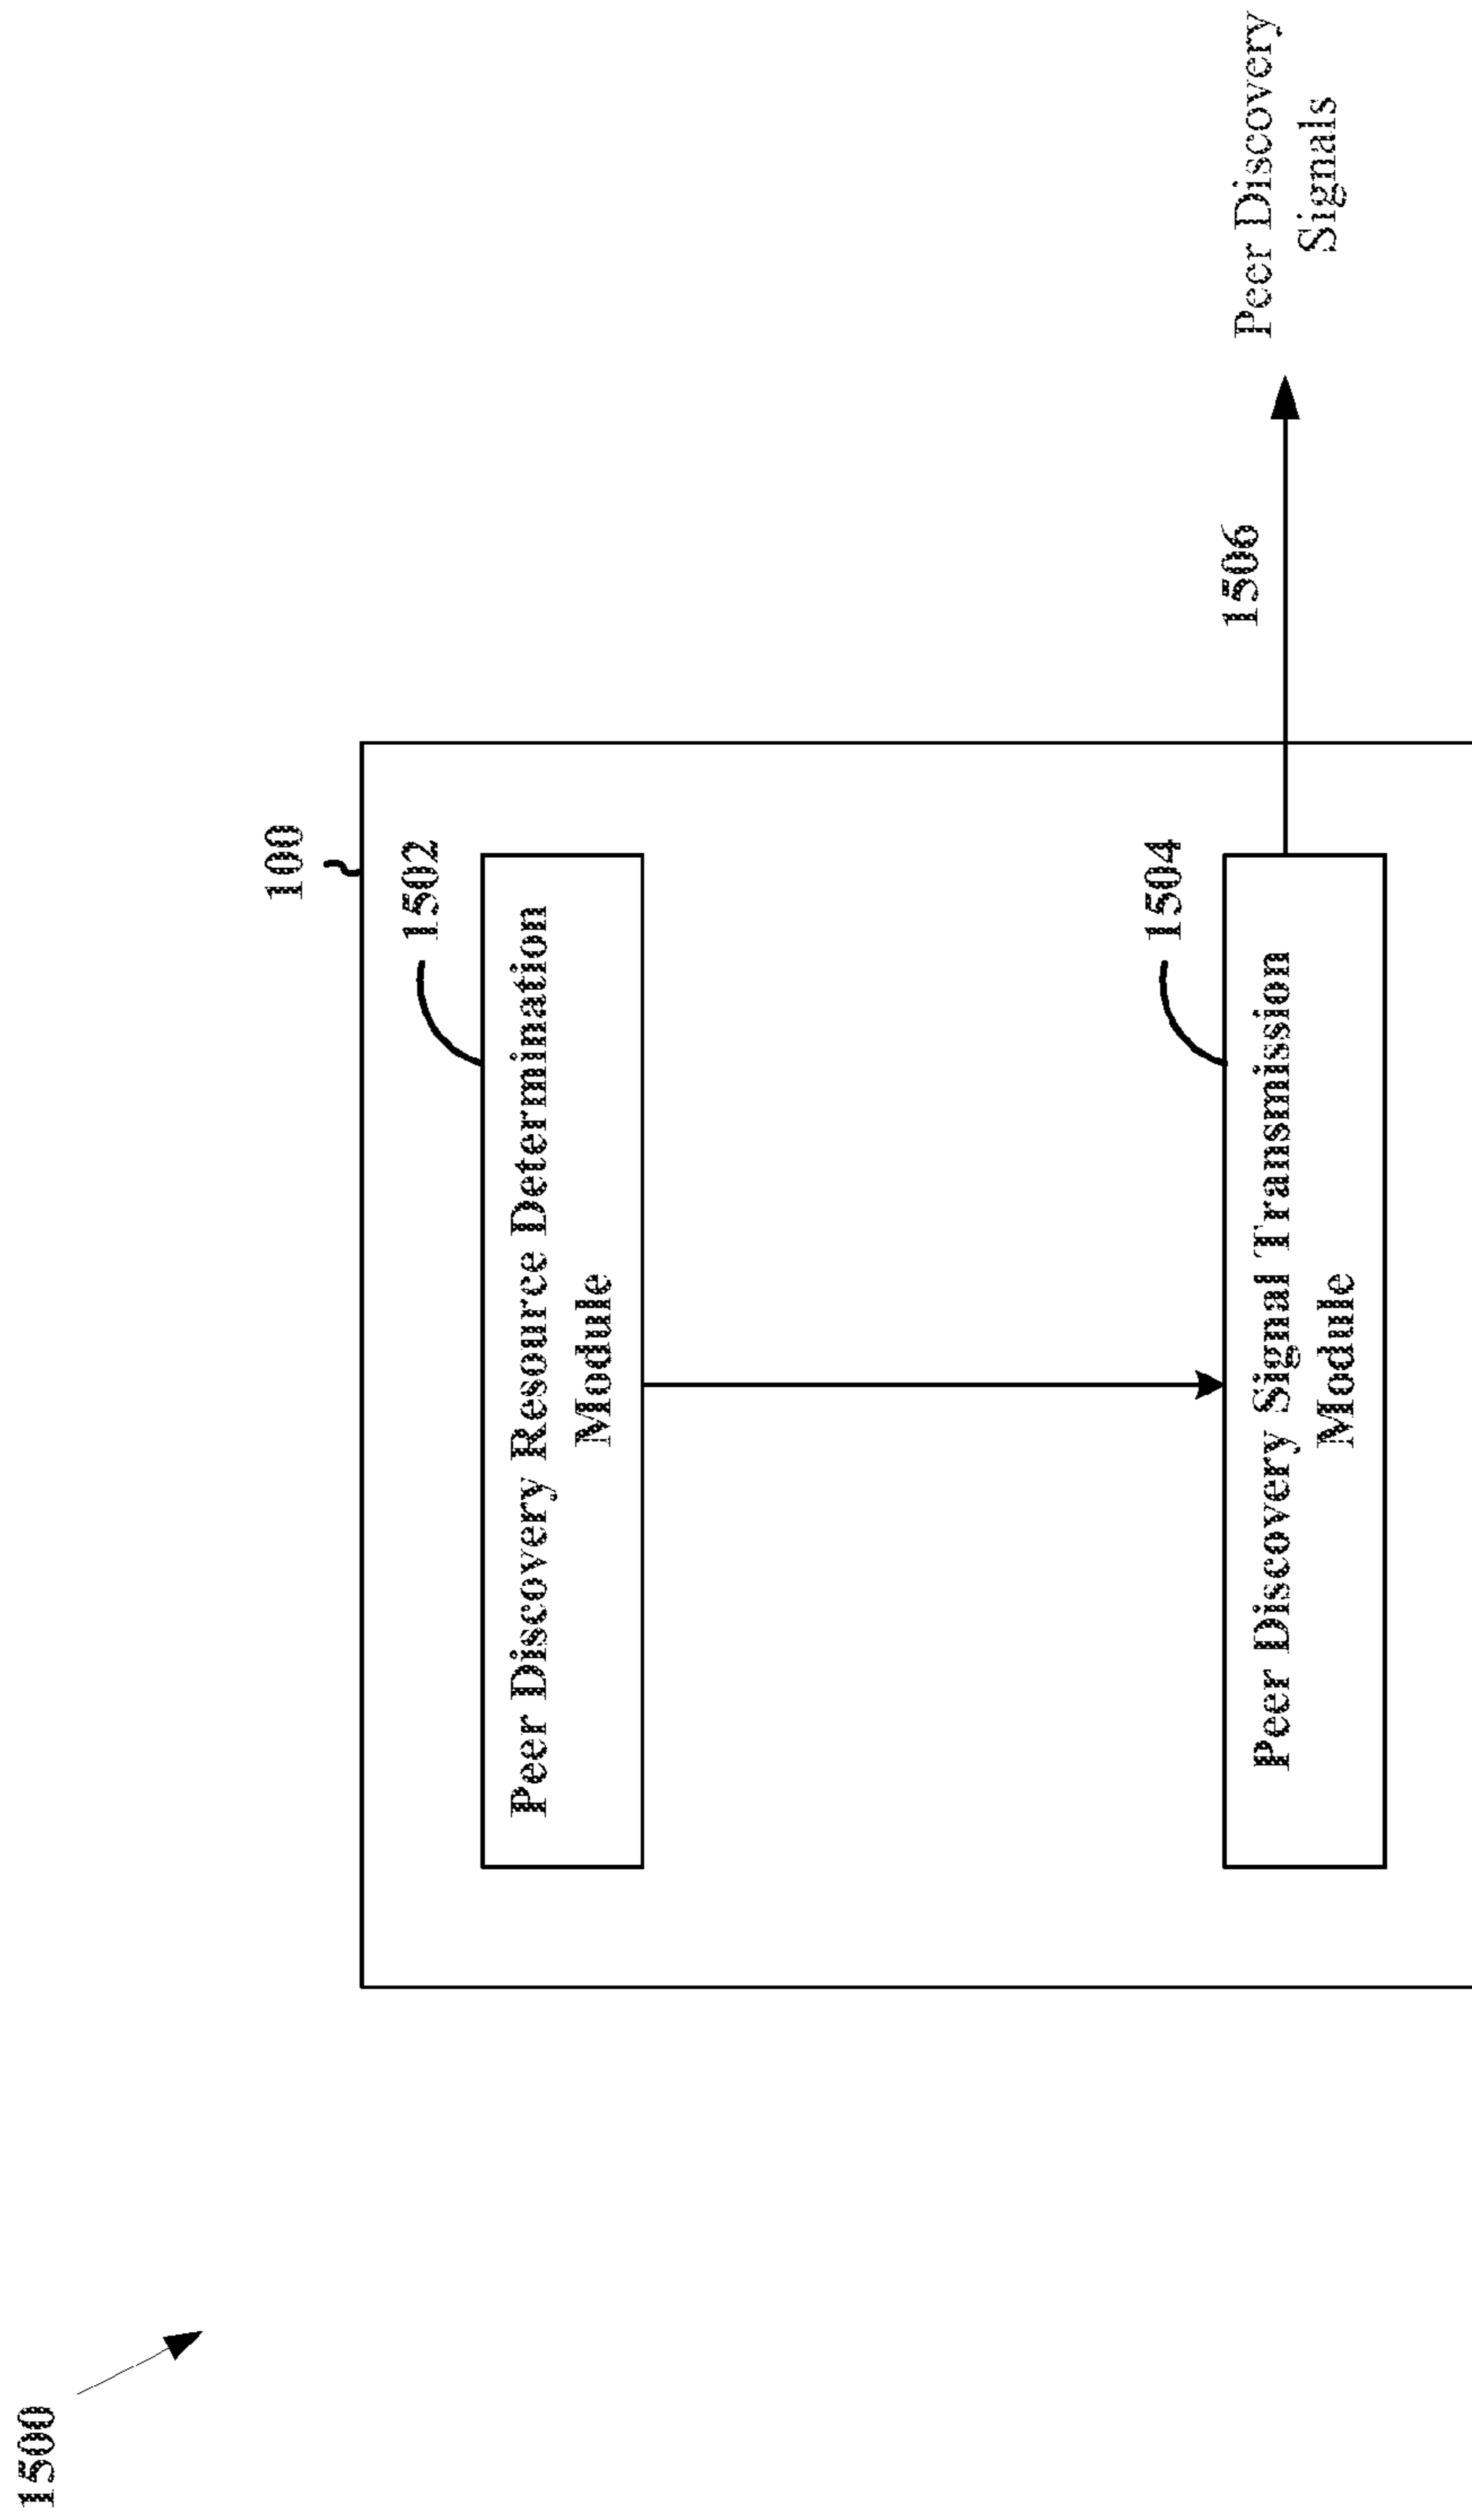 1500
100
1502
Peer Discovery Resource Determination
Module
1504
Peer Discovery Signal Transmission
Module
1506
Peer Discovery
Signals